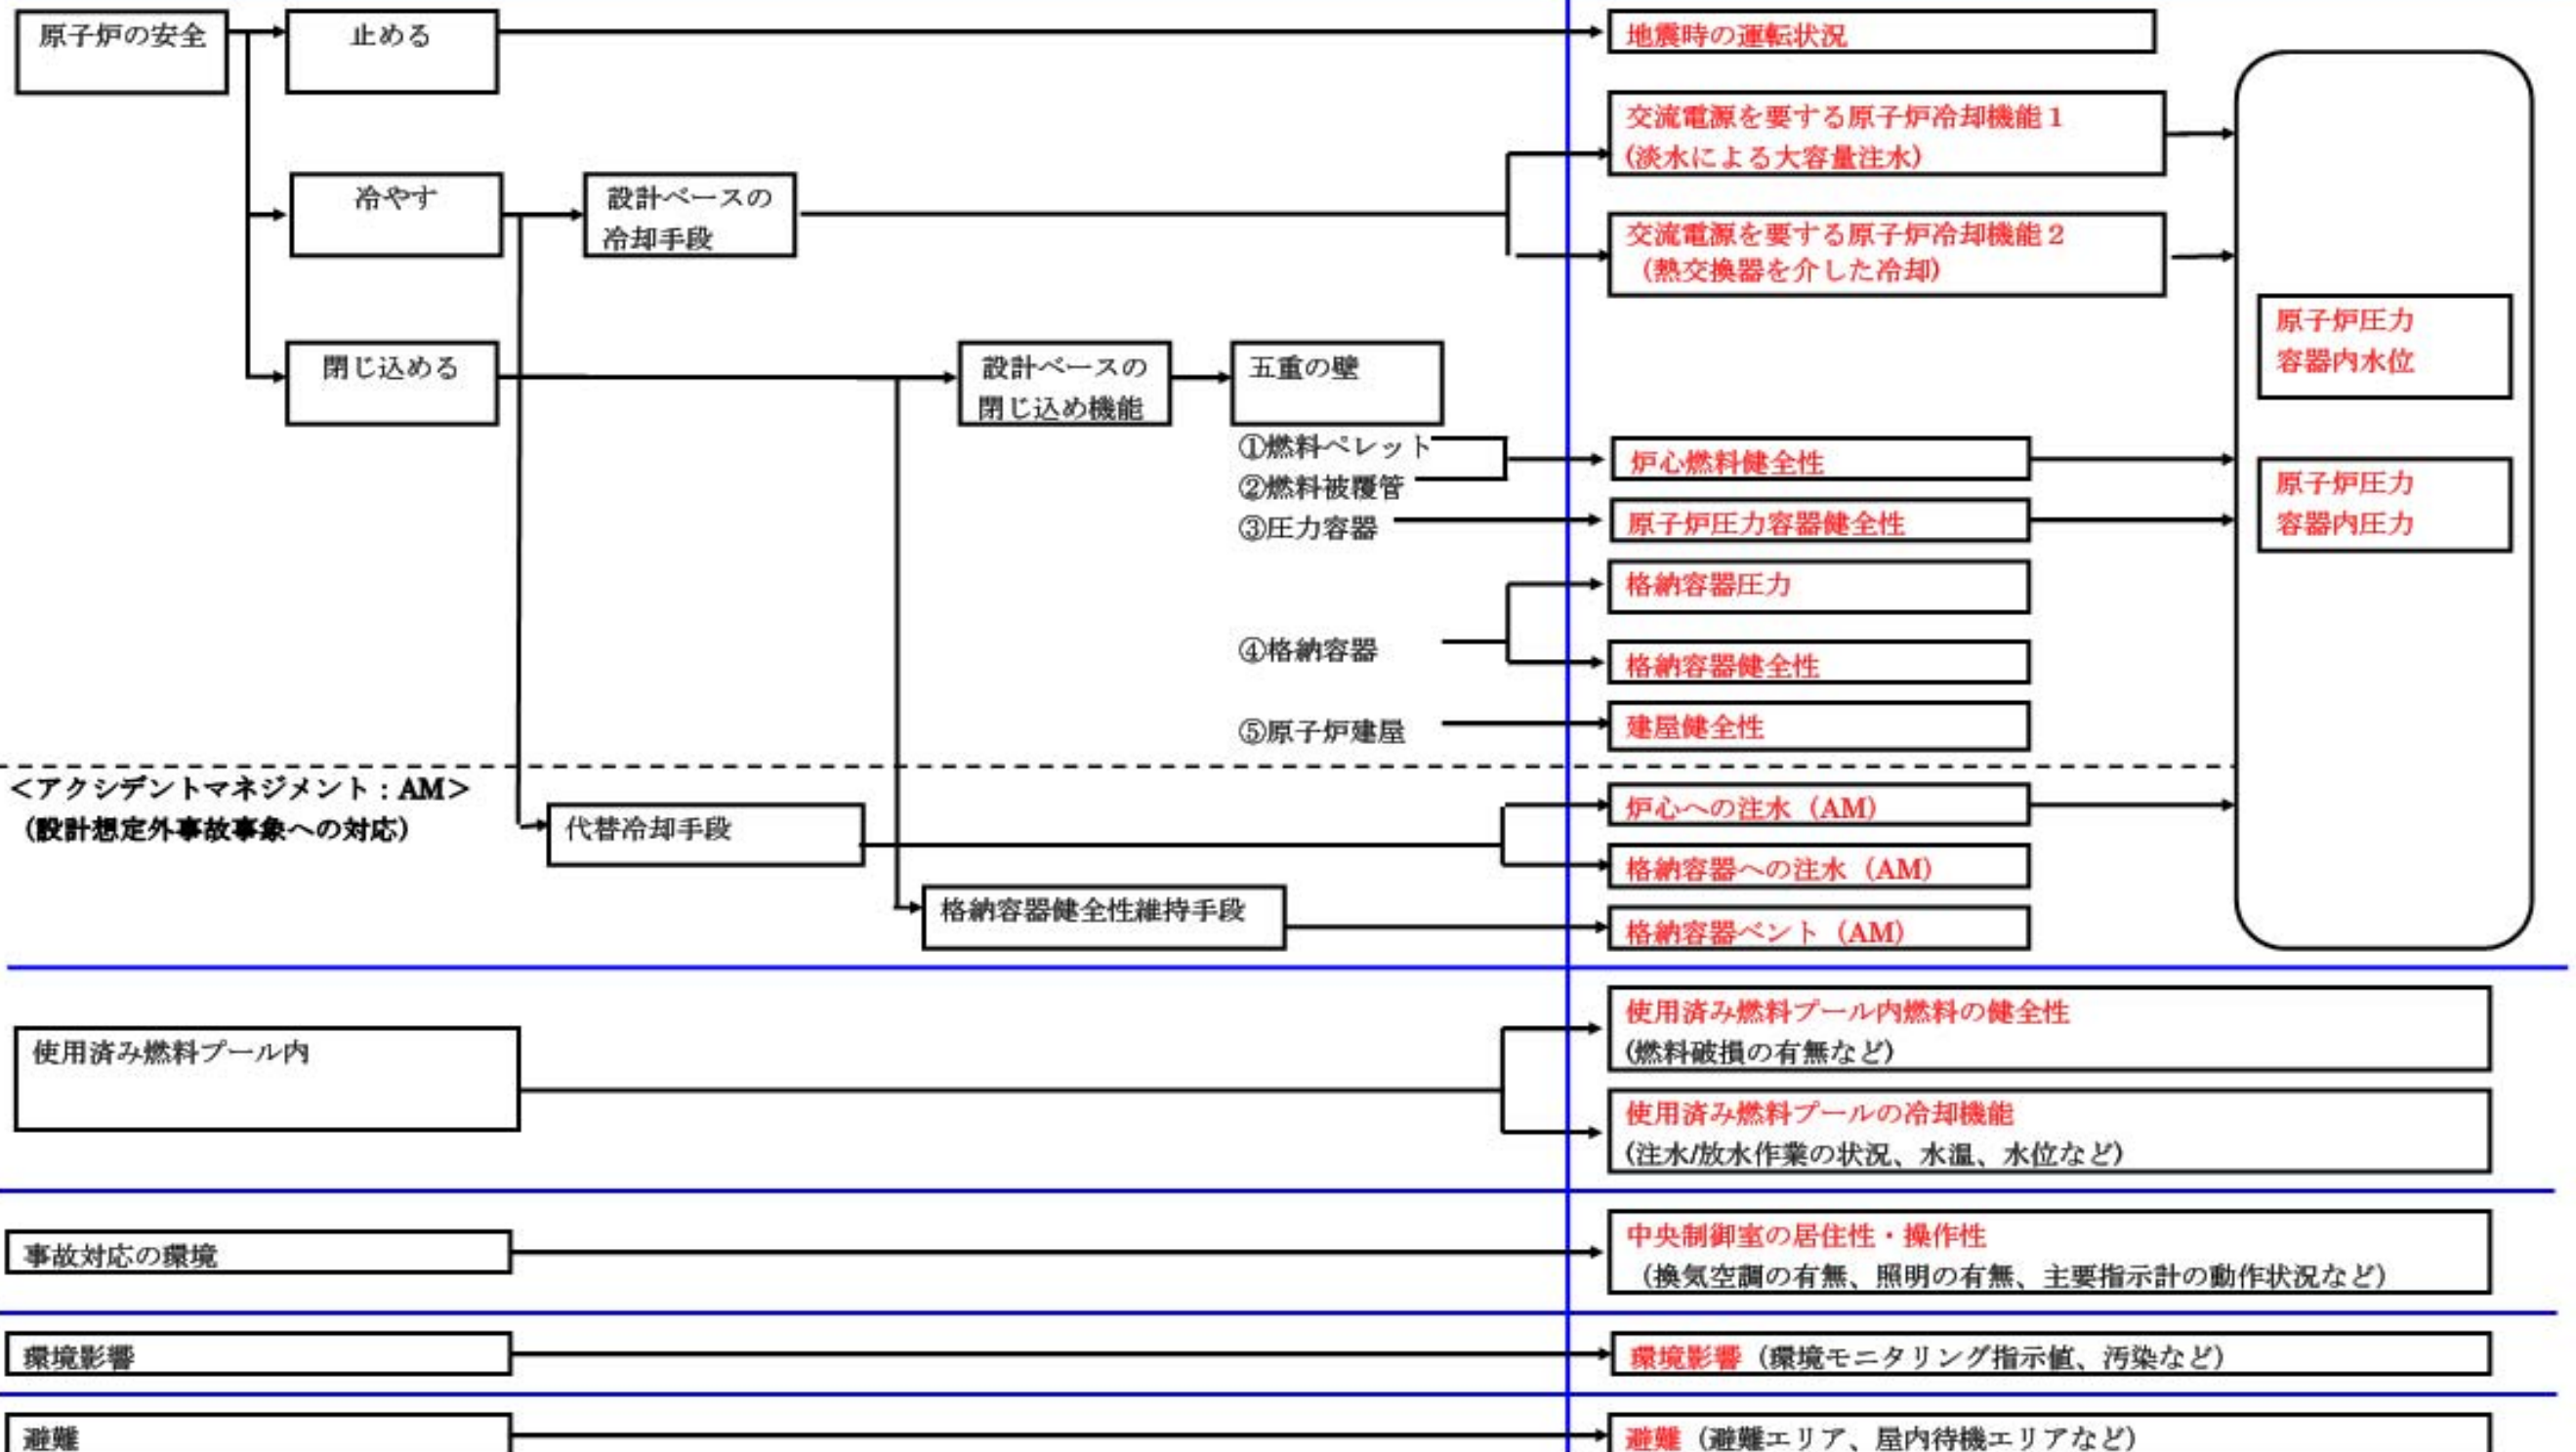 原子炉の安全
止める
地震時の運転状況
交流電源を要する原子炉冷却機能１
(淡水による大容量注水)
冷やす
設計ベースの
冷却手段
交流電源を要する原子炉冷却機能２
（熱交換器を介した冷却）
原子炉圧力
容器内水位
閉じ込める
設計ベースの
閉じ込め機能
五重の壁
①燃料ペレット
②燃料被覆管
③圧力容器
④格納容器
⑤原子炉建屋
炉心燃料健全性
原子炉圧力容器健全性
格納容器圧力
格納容器健全性
建屋健全性
原子炉圧力
容器内圧力
＜アクシデントマネジメント：AM＞
（設計想定外事故事象への対応）
代替冷却手段
炉心への注水（AM）
格納容器への注水（AM）
格納容器健全性維持手段
格納容器ベント（AM）
使用済み燃料プール内
使用済み燃料プール内燃料の健全性
(燃料破損の有無など)
使用済み燃料プールの冷却機能
(注水/放水作業の状況、水温、水位など)
事故対応の環境
中央制御室の居住性・操作性
（換気空調の有無、照明の有無、主要指示計の動作状況など）
環境影響
環境影響（環境モニタリング指示値、汚染など）
避難
避難（避難エリア、屋内待機エリアなど）